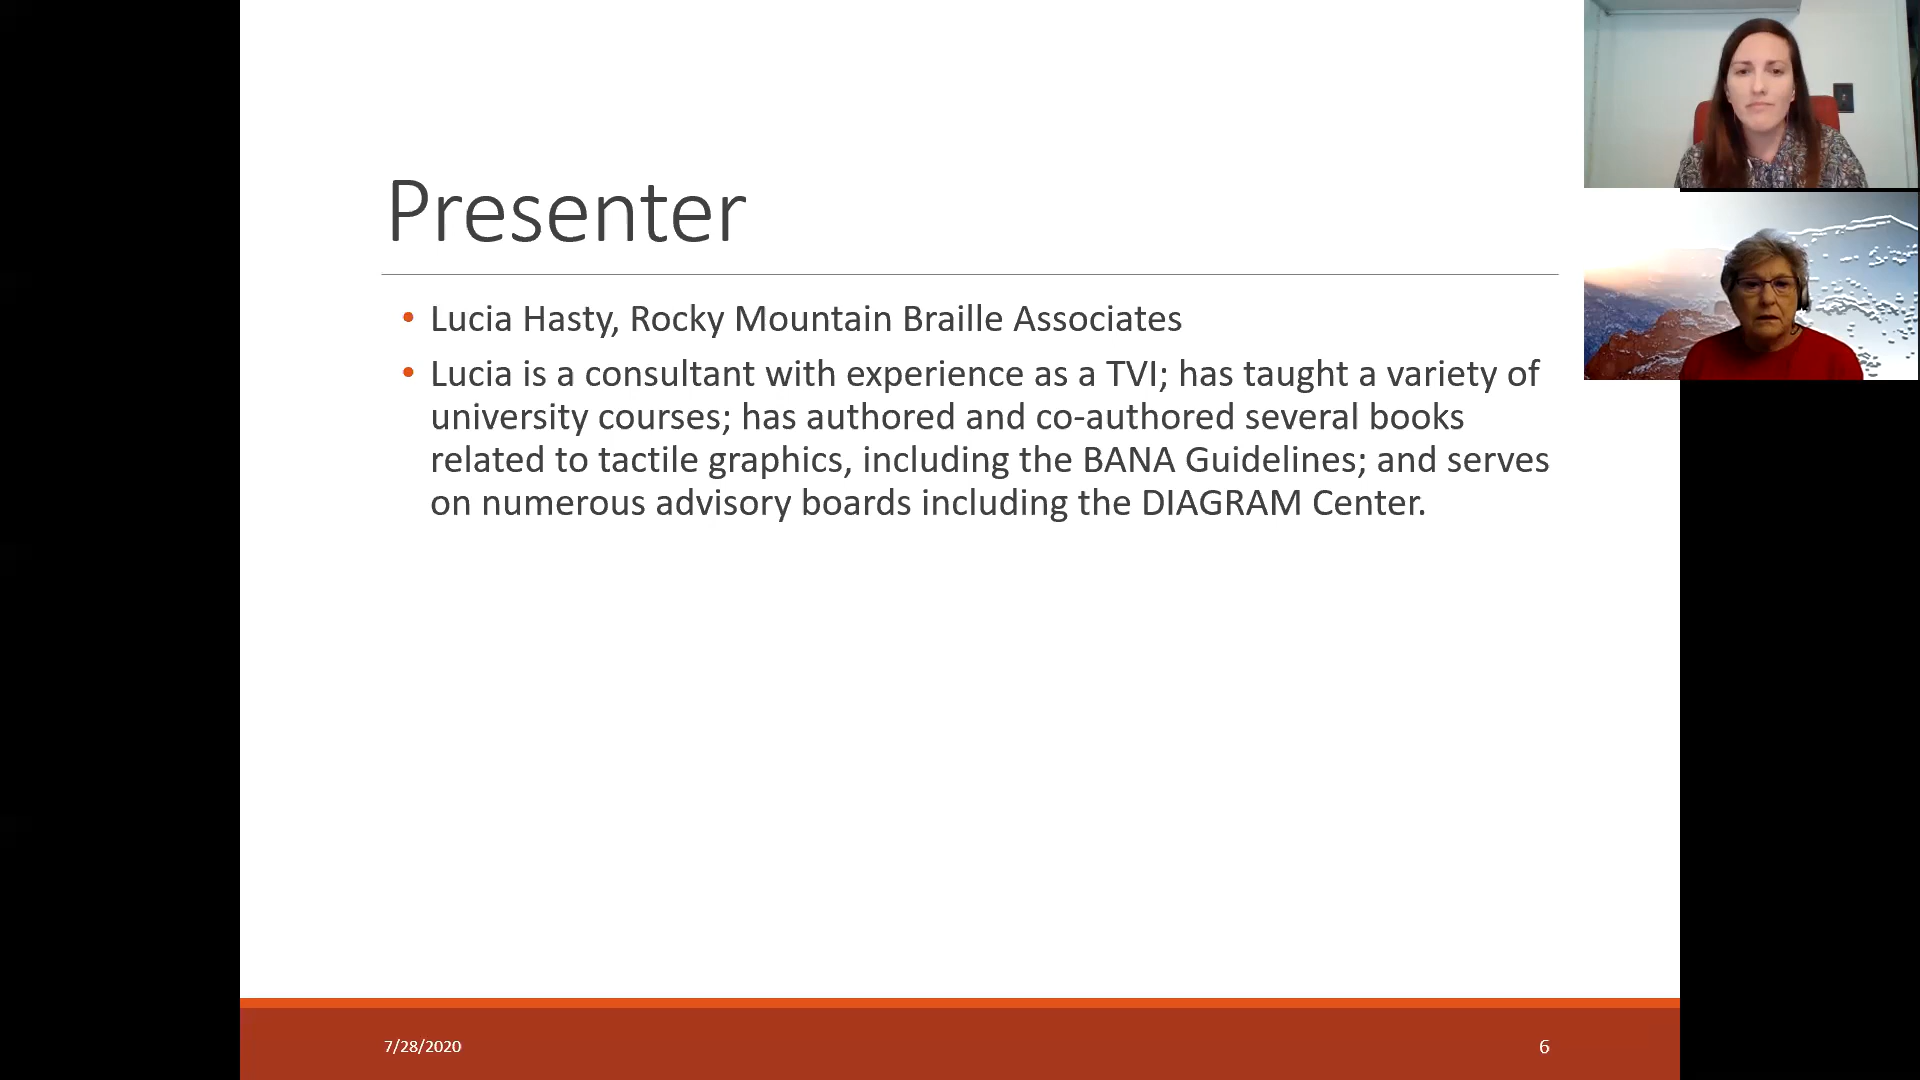 Presenter
• Lucia Hasty, Rocky Mountain Braille Associates
• Lucia is a consultant with experience as a TVI; has taught a variety of
university courses; has authored and co-authored several books
related to tactile graphics, including the BANA Guidelines; and serves
on numerous advisory boards including the DIAGRAM Center.
7/28/2020
6